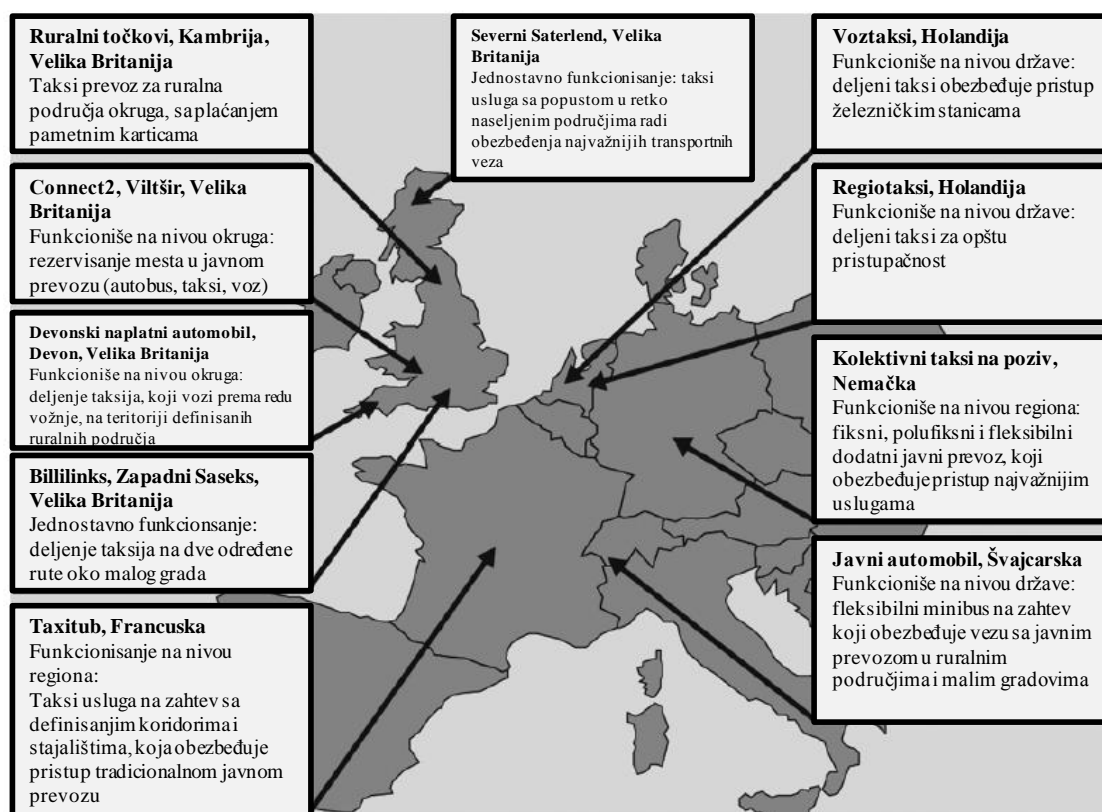 Ruralni točkovi, Kambrija,
Velika Britanija
Taksi prevoz za ruralna
područja okruga, sa plaćanjem
pametnim karticama
Connect2, Viltšir, Velika
Britanija
Funkcioniše na nivou okruga:
rezervisanje mesta u javnom
prevozu (autobus, taksi, voz)
Devonski naplatni automobil,
Devon, Velika Britanija
Funkcioniše na nivou okruga:
deljenje taksija, koji vozi prema redu
vožnje, na teritoriji definisanih
ruralnih područja
Billilinks, Zapadni Saseks,
Velika Britanija
Jednostavno funkcionsanje:
deljenje taksija na dve određene
rute oko malog grada
Taxitub, Francuska
Funkcionisanje na nivou
regiona:
Taksi usluga na zahtev sa
definisanjim koridorima i
stajalištima, koja obezbeđuje
pristup tradicionalnom javnom
prevozu
Severni Saterlend, Velika
Britanija
Jednostavno funkcionisanje: taksi
usluga sa popustom u retko
naseljenim područjima radi
obezbeđenja najvažnijih transportnih
veza
Voztaksi, Holandija
Funkcioniše na nivou države:
deljeni taksi obezbeđuje pristup
železničkim stanicama
Regiotaksi, Holandija
Funkcioniše na nivou države:
deljeni taksi za opštu
pristupačnost
Kolektivni taksi na poziv,
Nemačka
Funkcioniše na nivou regiona:
fiksni, polufiksni i fleksibilni
dodatni javni prevoz, koji
obezbeđuje pristup najvažnijim
uslugama
Javni automobil, Švajcarska
Funkcioniše na nivou države:
fleksibilni minibus na zahtev
koji obezbeđuje vezu sa javnim
prevozom u ruralnim
područjima i malim gradovima